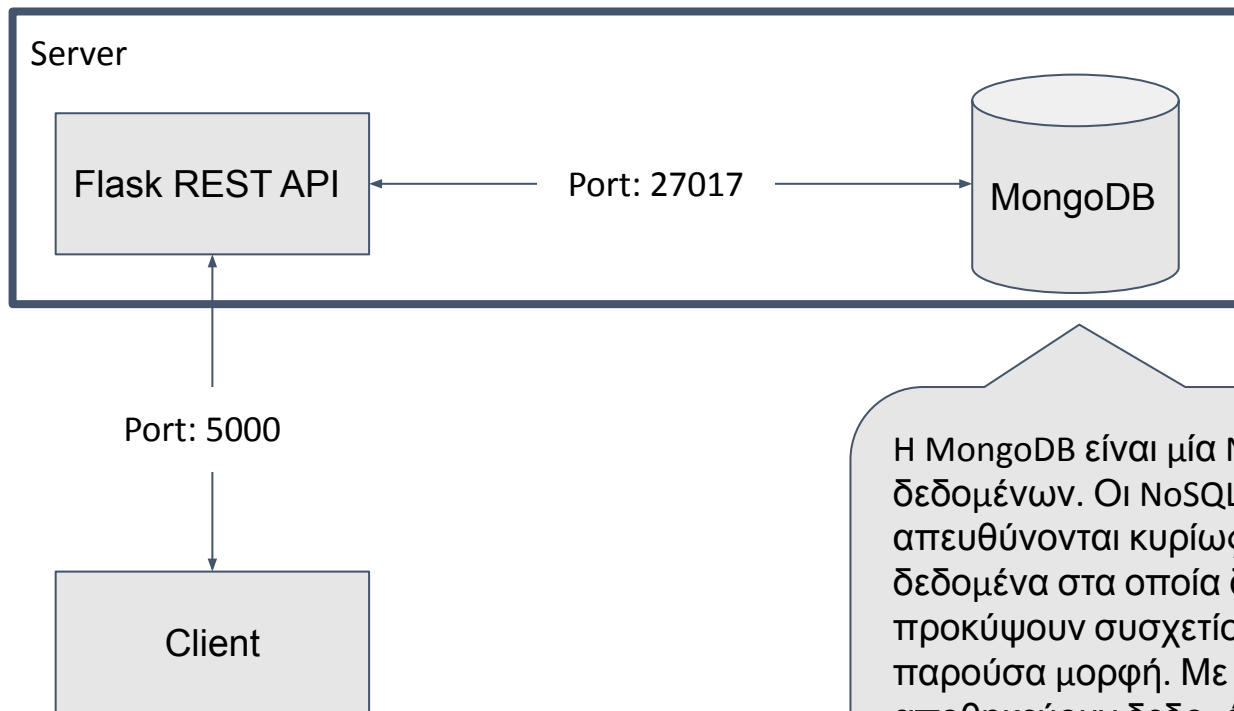 Server
Flask REST API
Port: 27017
MongoDB
Port: 5000
Client
Η MongoDB είναι μία
δεδομένων. Οι NoSQL
απευθύνονται κυρίως
δεδομένα στα οποία
προκύψουν
παρούσα μορφή. Με